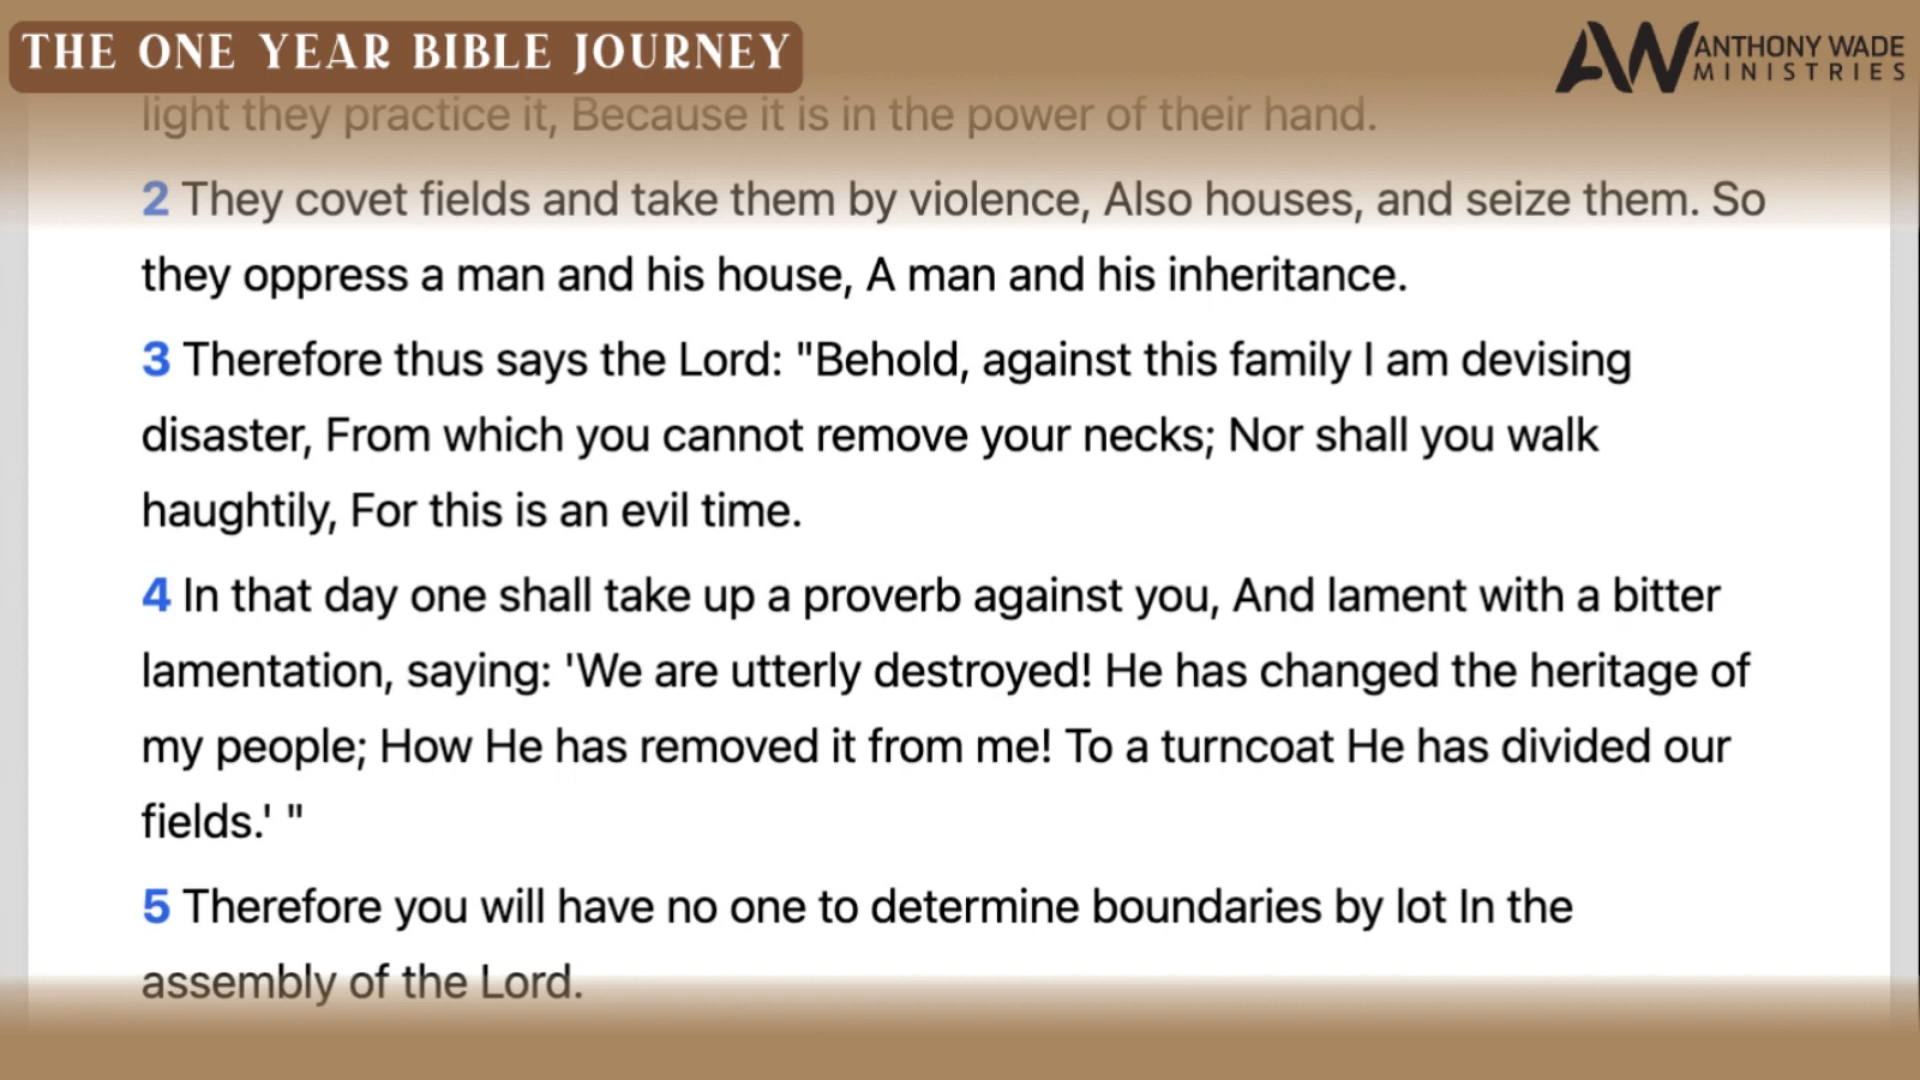 THE ONE YEAR BIBLE JOURNEY
AW ANTHONY WADE
MINISTRIES
light they practice it, Because it is in the power of their hand.
2 They covet fields and take them by violence, Also houses, and seize them. So
they oppress a man and his house, A man and his inheritance.
3 Therefore thus says the Lord: "Behold, against this family I am devising
disaster, From which you cannot remove your necks; Nor shall you walk
haughtily, For this is an evil time.
4 In that day one shall take up a proverb against you, And lament with a bitter
lamentation, saying: 'We are utterly destroyed! He has changed the heritage of
my people; How He has removed it from me! To a turncoat He has divided our
fields.' "
5 Therefore you will have no one to determine boundaries by lot In the
assembly of the Lord.